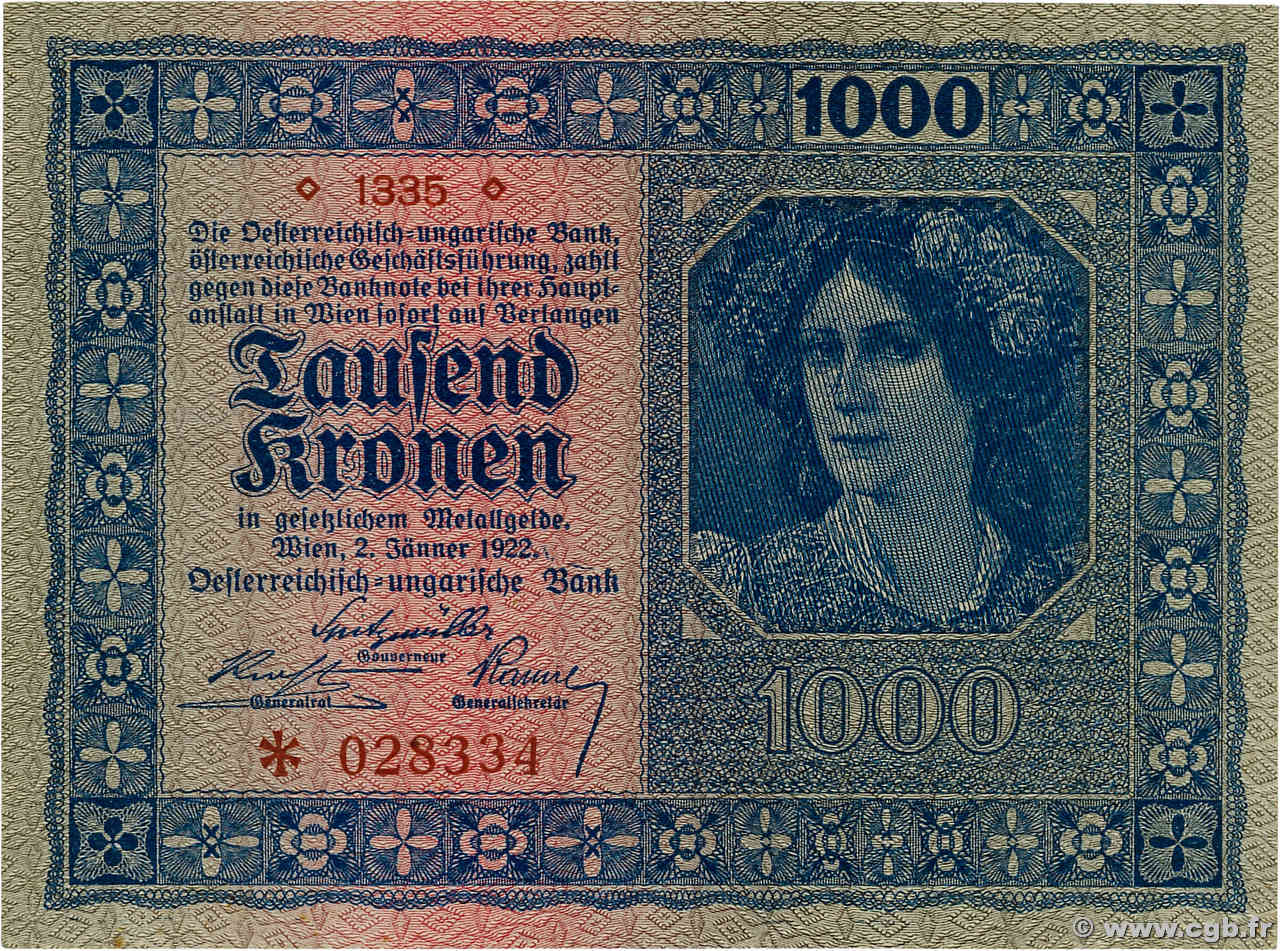 1000
◇ 1335 ◇
Die Oesterreichisch-ungarische Bank,
österreichische Geschäftsführung, zahlt
gegen diese Banknote bei ihrer Haupt-
anstalt in Wien sofort auf Verlangen
Tausend
Kronen
in gesetzlichem Metallgelde.
Wien, 2. Jänner 1922.
Oesterreichisch-ungarische Bank
Spitzmüller
Gouverneur
Generalrat
Generalsekretär
* 028334
1000
© www.cgb.fr